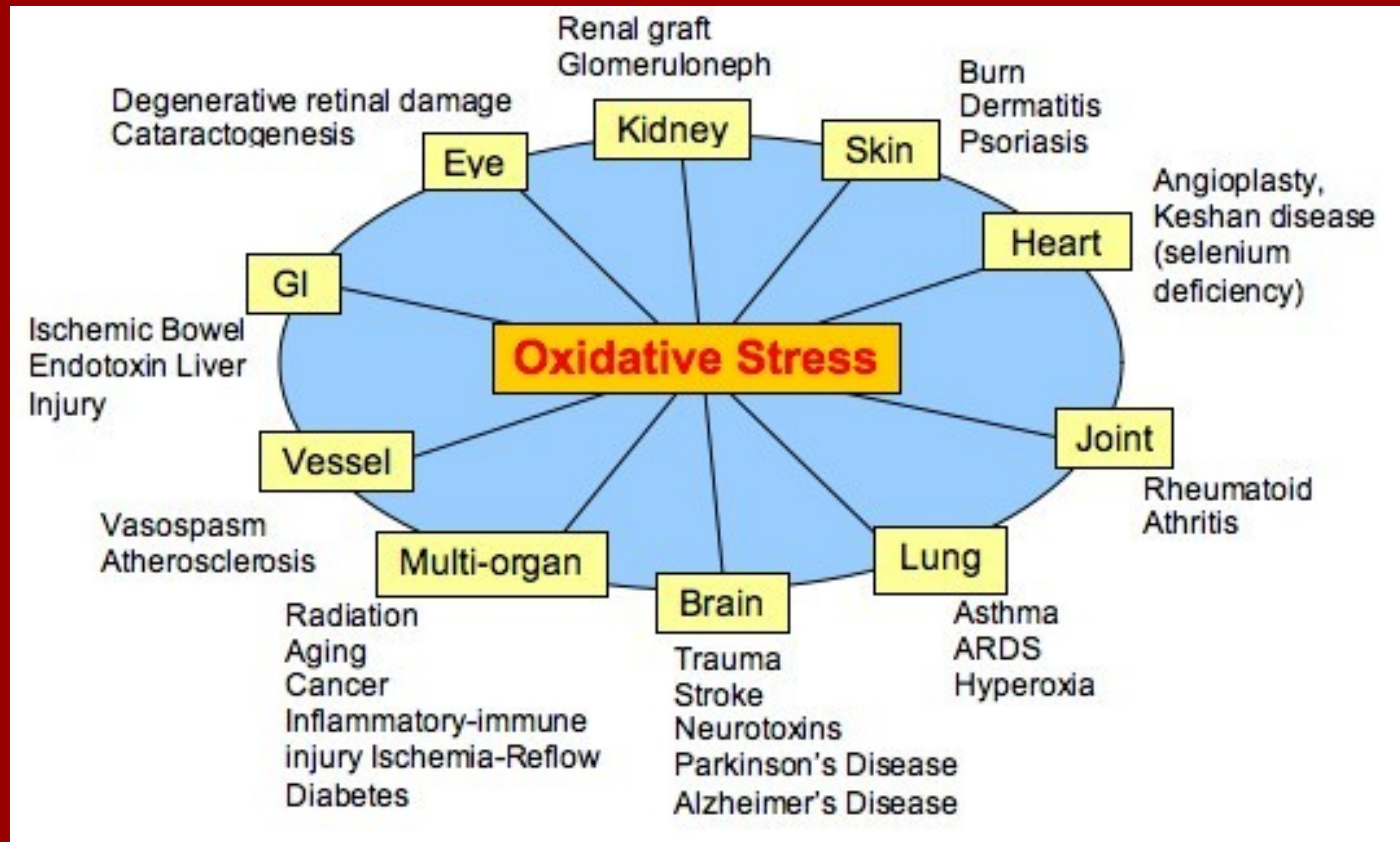 Renal graft
Glomeruloneph
Kidney
Degenerative retinal damage
Cataractogenesis
Eye
Burn
Dermatitis
Psoriasis
Skin
Angioplasty,
Keshan disease
(selenium
deficiency)
Heart
GI
Ischemic Bowel
Endotoxin Liver
Injury
Oxidative Stress
Joint
Rheumatoid
Athritis
Vessel
Vasospasm
Atherosclerosis
Multi-organ
Radiation
Aging
Cancer
Inflammatory-immune
injury Ischemia-Reflow
Diabetes
Brain
Trauma
Stroke
Neurotoxins
Parkinson's Disease
Alzheimer's Disease
Lung
Asthma
ARDS
Hyperoxia